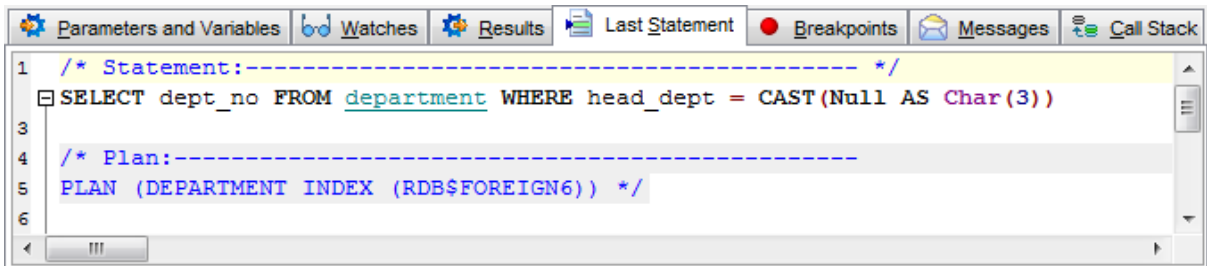 Parameters and Variables Watches Results Last Statement Breakpoints Messages Call Stack
1 /* Statement:------------------------------------------- */
SELECT dept_no FROM department WHERE head_dept = CAST(Null AS Char(3))
3
4 /* Plan:------------------------------------------------
5 PLAN (DEPARTMENT INDEX (RDB$FOREIGN6)) */
6